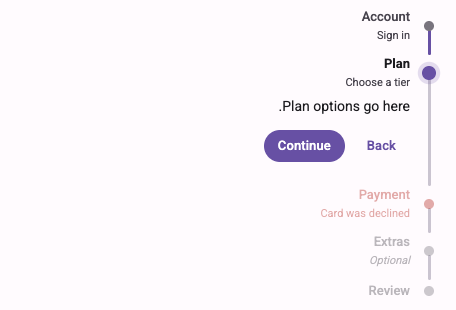 Account
Sign in
Plan
Choose a tier
.Plan options go here
Continue
Back
Payment
Card was declined
Extras
Optional
Review